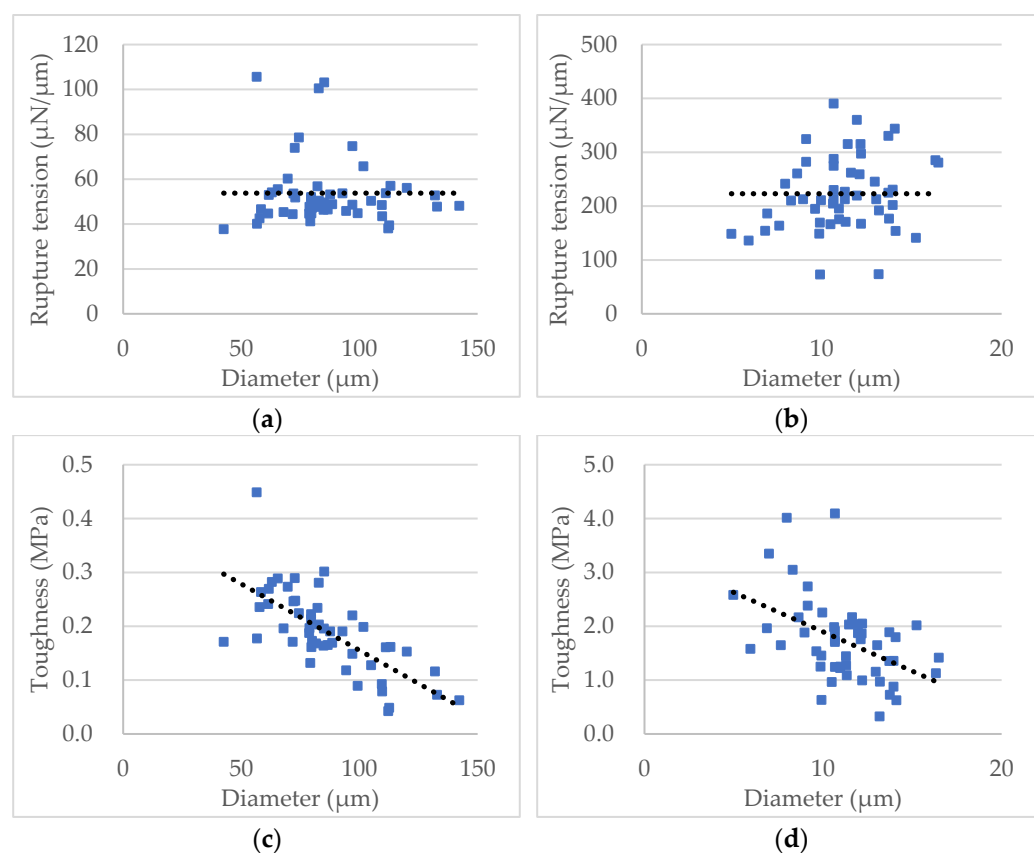 120
100
80
60
40
20
0
Rupture tension (µN/µm)
0 50 100 150
Diameter (µm)
(a)
500
400
300
200
100
0
Rupture tension (µN/µm)
0 10 20
Diameter (µm)
(b)
0.5
0.4
0.3
0.2
0.1
0.0
Toughness (MPa)
0 50 100 150
Diameter (µm)
(c)
5.0
4.0
3.0
2.0
1.0
0.0
Toughness (MPa)
0 10 20
Diameter (µm)
(d)